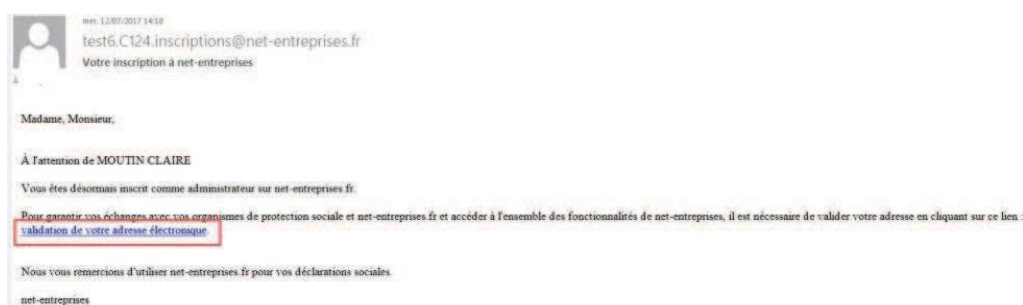 mer. 12/07/2017 14:18
test6.C124.inscriptions@net-entreprises.fr
Votre inscription à net-entreprises
À
Madame, Monsieur,
À l'attention de MOUTIN CLAIRE
Vous êtes désormais inscrit comme administrateur sur net-entreprises.fr.
Pour garantir vos échanges avec vos organismes de protection sociale et net-entreprises.fr et accéder à l'ensemble des fonctionnalités de net-entreprises, il est nécessaire de valider votre adresse en cliquant sur ce lien :
validation de votre adresse électronique.
Nous vous remercions d'utiliser net-entreprises.fr pour vos déclarations sociales.
net-entreprises